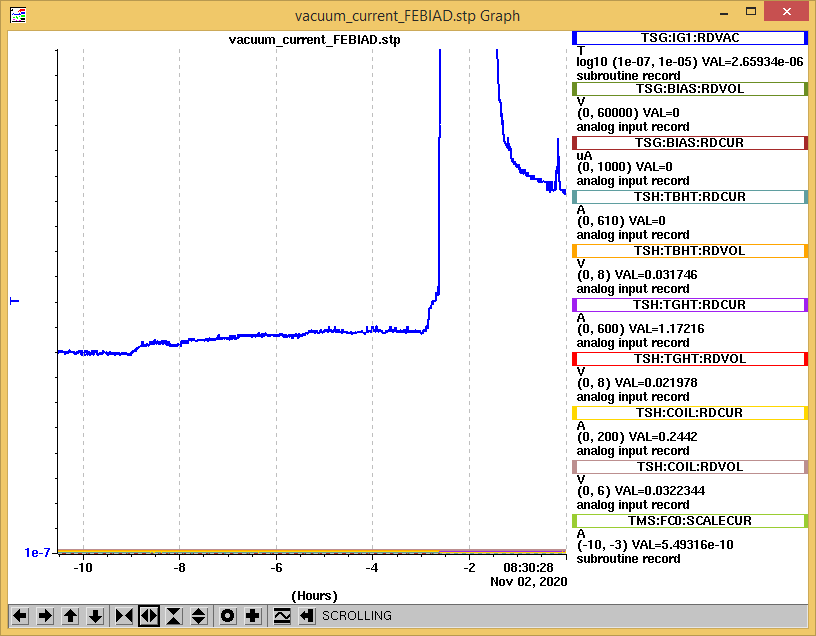 vacuum_current_FEBIAD.stp Graph
vacuum_current_FEBIAD.stp
T
1e-7
-10 -8 -6 -4 -2 08:30:28
Nov 02, 2020
(Hours)
TSG:IG1:RDVAC
T
log10 (1e-07, 1e-05) VAL=2.65934e-06
subroutine record
TSG:BIAS:RDVOL
V
(0, 60000) VAL=0
analog input record
TSG:BIAS:RDCUR
uA
(0, 1000) VAL=0
analog input record
TSH:TBHT:RDCUR
A
(0, 610) VAL=0
analog input record
TSH:TBHT:RDVOL
V
(0, 8) VAL=0.031746
analog input record
TSH:TGHT:RDCUR
A
(0, 600) VAL=1.17216
analog input record
TSH:TGHT:RDVOL
V
(0, 8) VAL=0.021978
analog input record
TSH:COIL:RDCUR
A
(0, 200) VAL=0.2442
analog input record
TSH:COIL:RDVOL
V
(0, 6) VAL=0.0322344
analog input record
TMS:FC0:SCALECUR
A
(-10, -3) VAL=5.49316e-10
subroutine record
SCROLLING